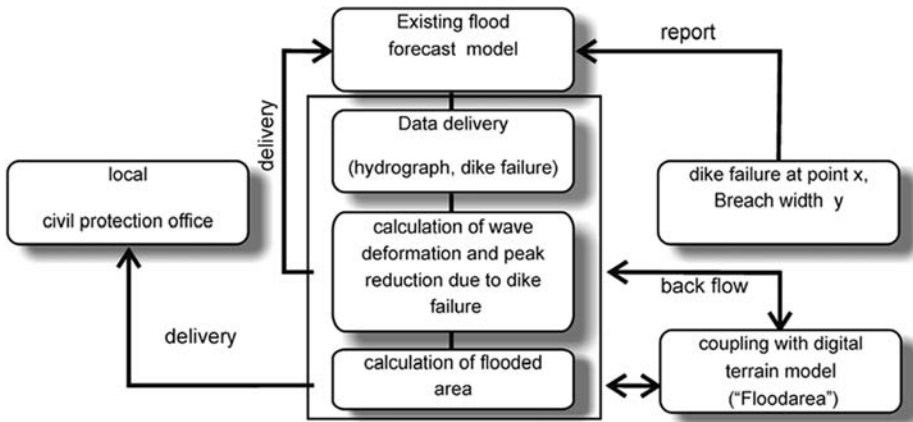 Existing flood
forecast model
report
delivery
Data delivery
(hydrograph, dike failure)
local
civil protection office
dike failure at point x,
Breach width y
calculation of wave
deformation and peak
reduction due to dike
failure
back flow
delivery
calculation of flooded
area
coupling with digital
terrain model
("Floodarea")